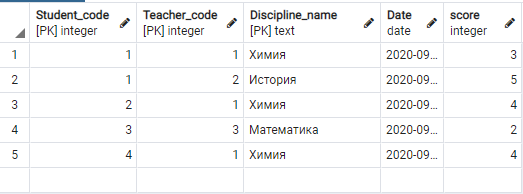 Student_code Teacher_code Discipline_name Date score
[PK] integer [PK] integer [PK] text date integer
1 1 1 Химия 2020-09... 3
2 1 2 История 2020-09... 5
3 2 1 Химия 2020-09... 4
4 3 3 Математика 2020-09... 2
5 4 1 Химия 2020-09... 4